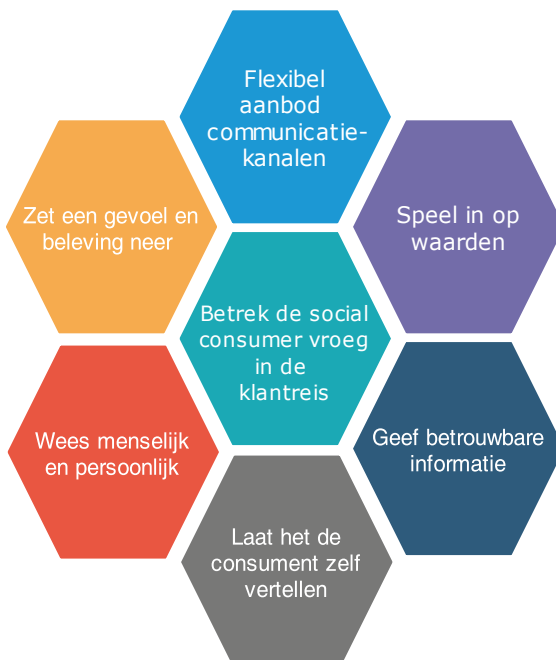 Flexibel
aanbod
communicatie-
kanalen
Zet een gevoel en
beleving neer
Speel in op
waarden
Betrek de social
consumer vroeg
in de
klantreis
Wees menselijk
en persoonlijk
Geef betrouwbare
informatie
Laat het de
consument zelf
vertellen